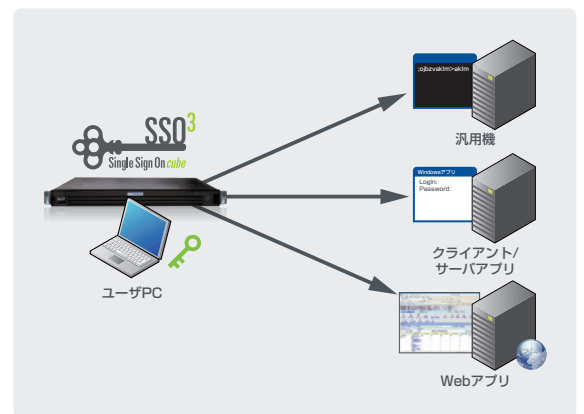 SSO3
Single Sign On cube
ユーザPC
;ojbzvsklm>aklm
汎用機
Windowsアプリ
Login:
Password:
クライアント/
サーバアプリ
Webアプリ